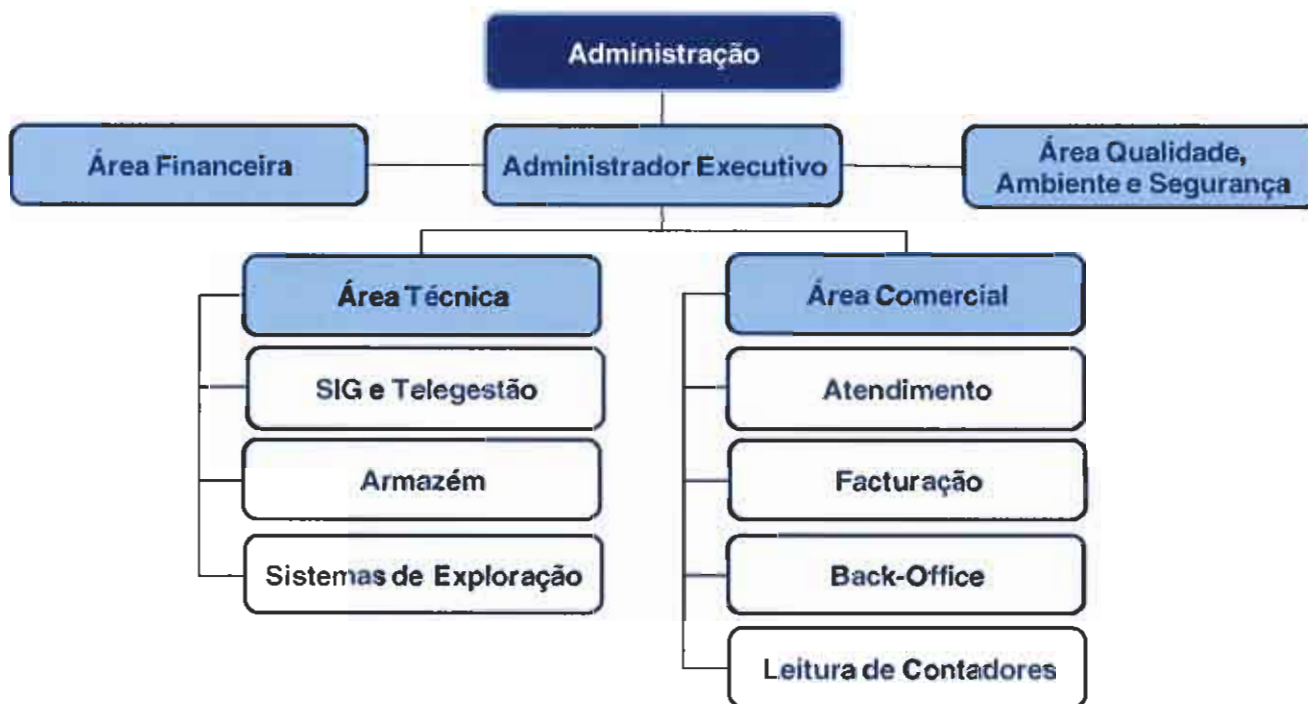 Administração
Área Financeira
Administrador Executivo
Área Qualidade,
Ambiente e Segurança
Área Técnica
SIG e Telegestão
Armazém
Sistemas de Exploração
Área Comercial
Atendimento
Facturação
Back-Office
Leitura de Contadores